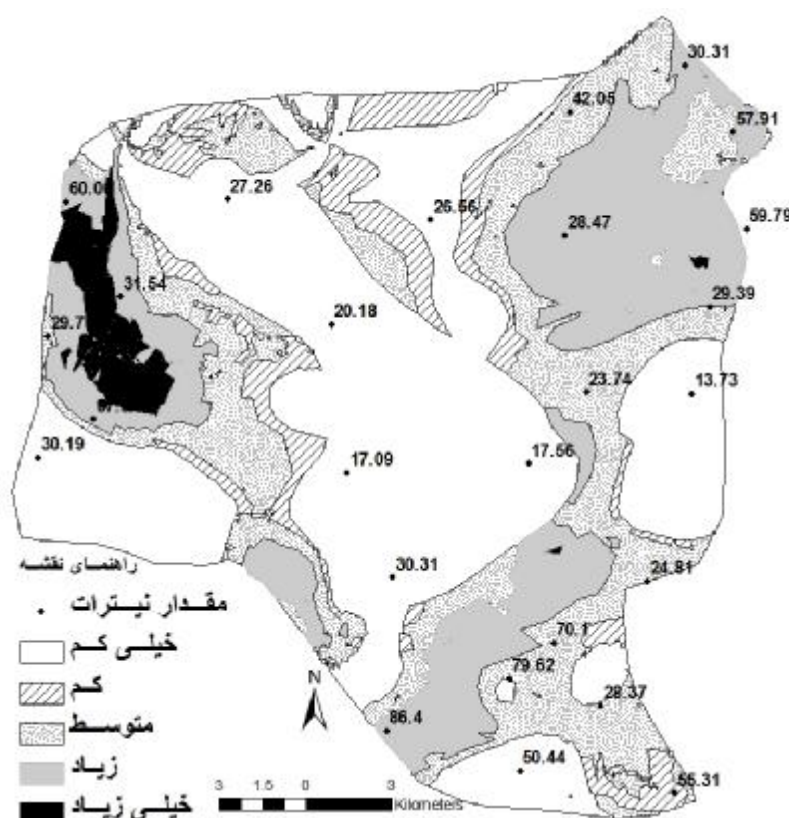 30.31
42.05
57.91
60.0
27.26
26.56
28.47
59.79
31.54
29.39
20.18
29.7
23.74
13.73
30.19
17.09
17.56
راهنمای نقشه
30.31
24.81
مقدار نیترات
خیلی کم
70.1
79.62
کم
28.37
N
متوسط
86.4
زیاد
50.44
55.31
3 1.5 0 3
Kilometers
خیلی زیاد